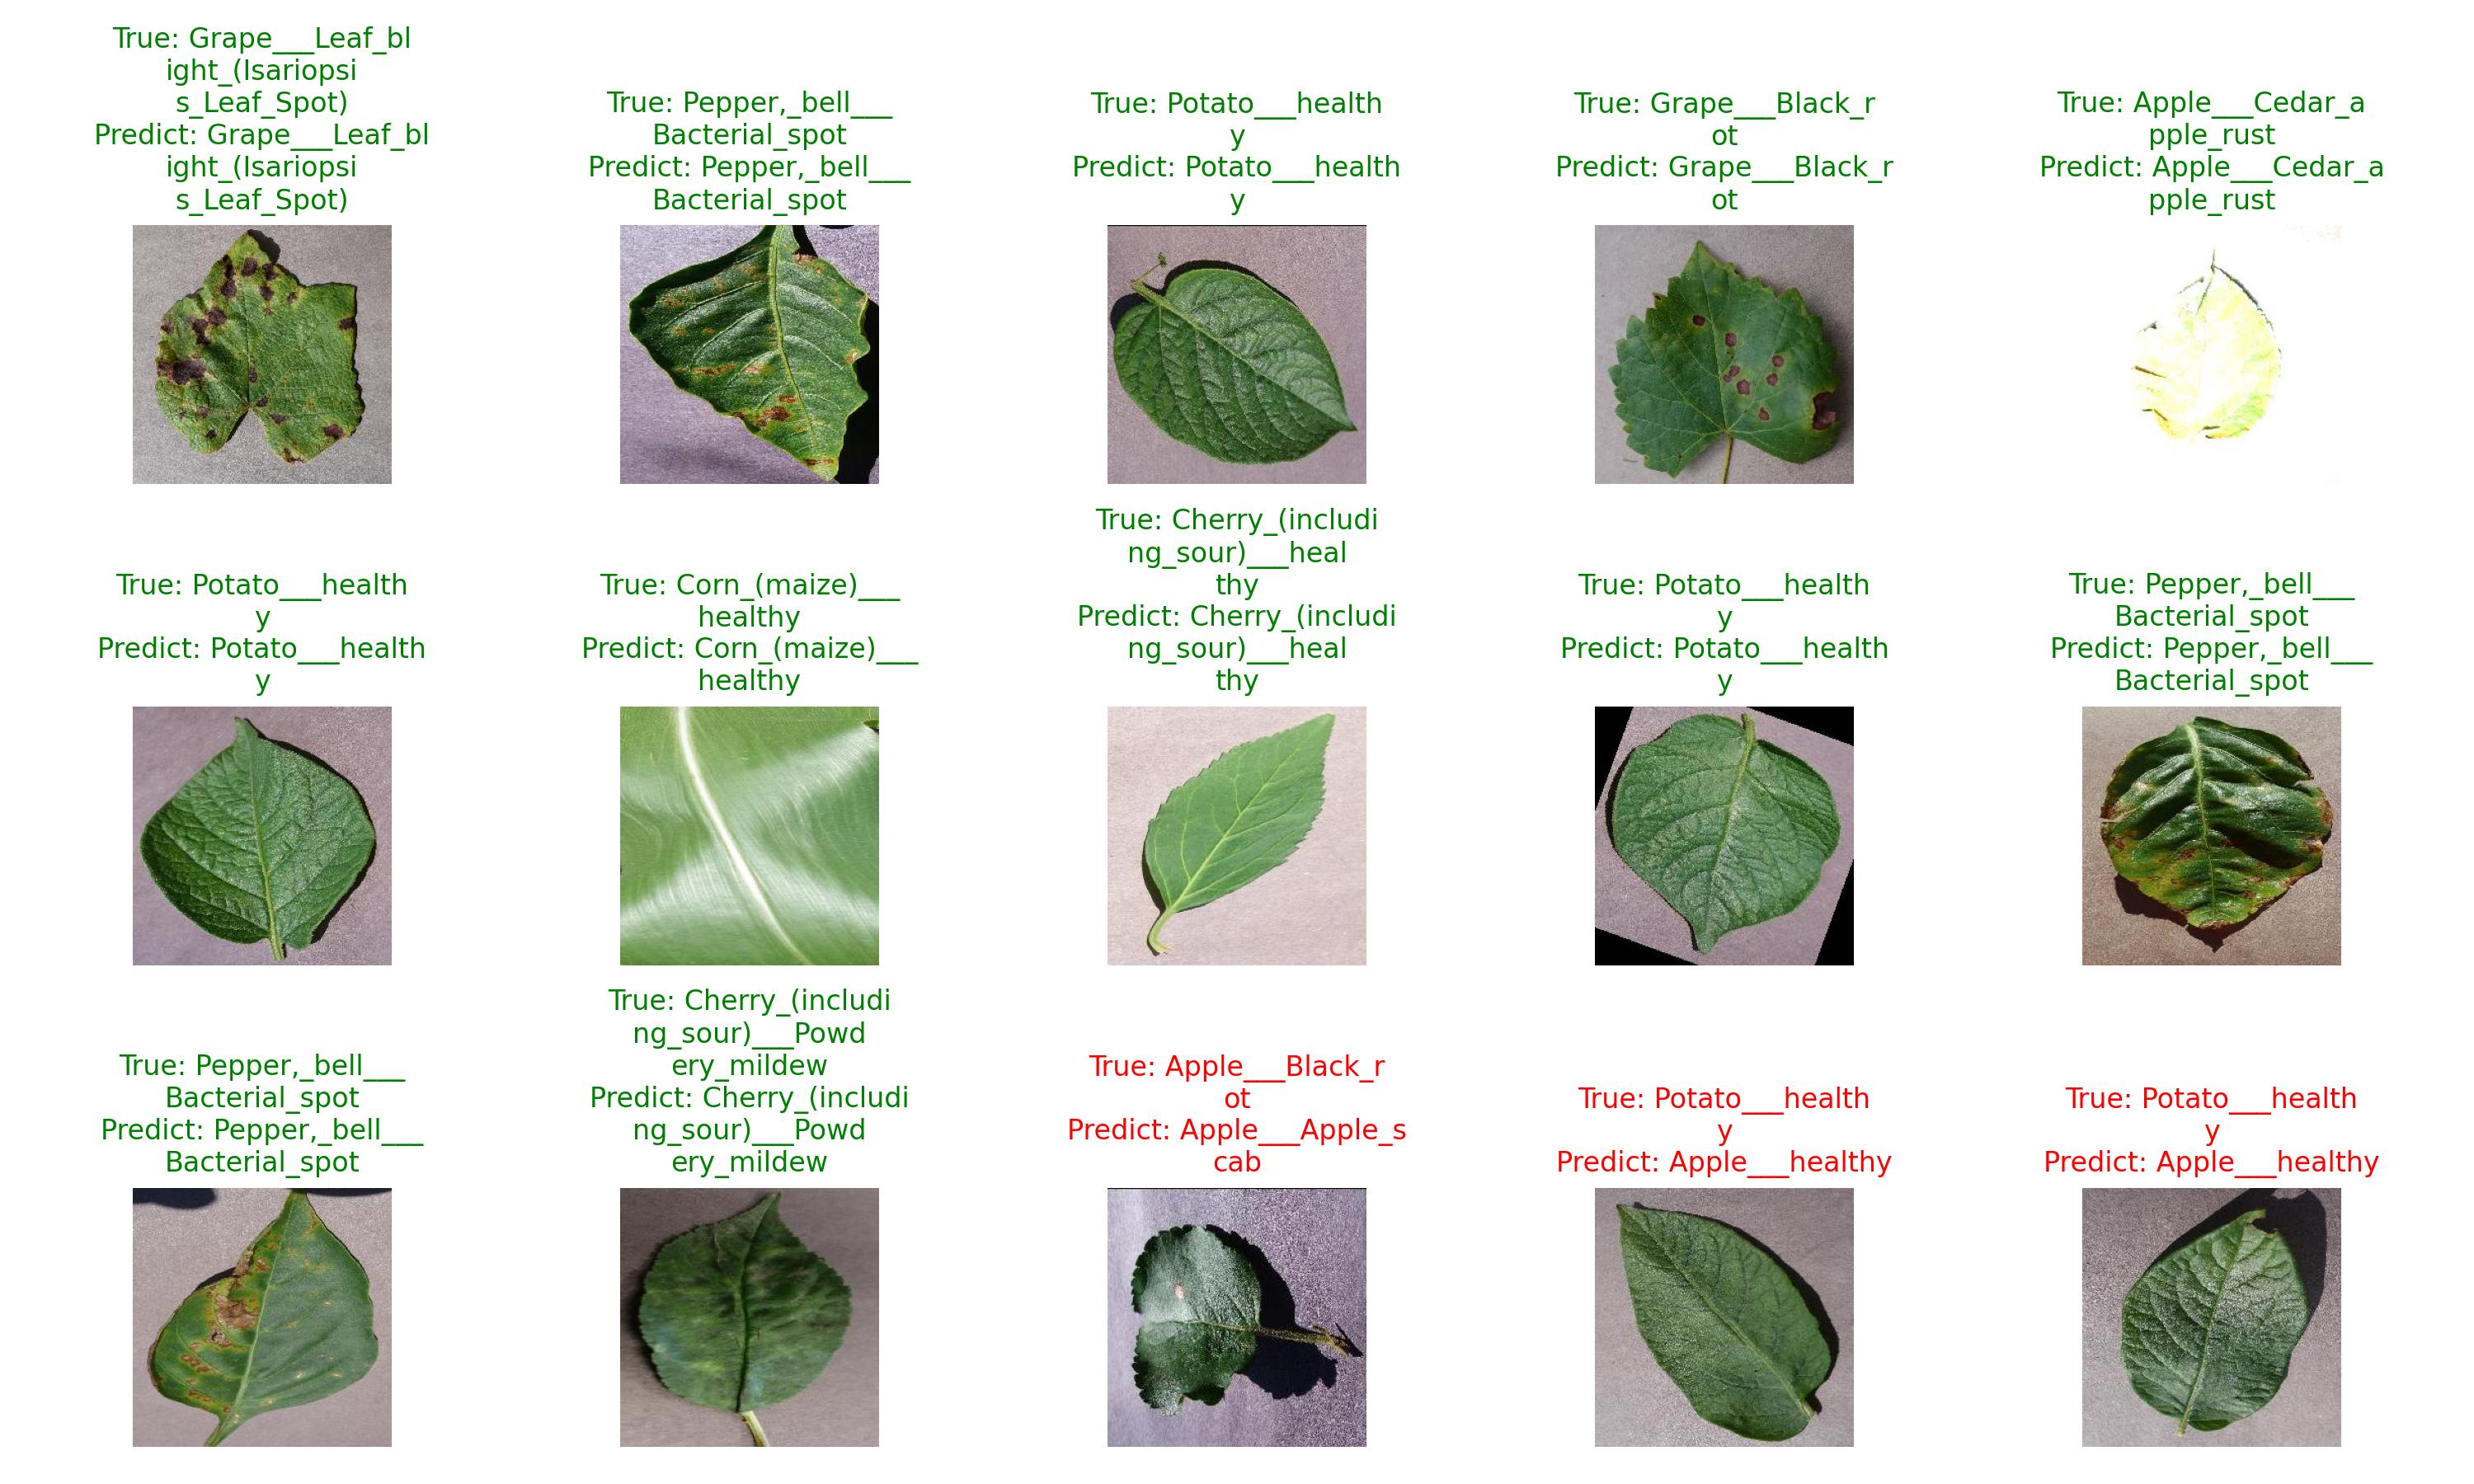 True: Grape___Leaf_bl
ight_(Isariopsi
s_Leaf_Spot)
Predict: Grape___Leaf_bl
ight_(Isariopsi
s_Leaf_Spot)
True: Pepper,_bell___
Bacterial_spot
Predict: Pepper,_bell___
Bacterial_spot
True: Potato___health
y
Predict: Potato___health
y
True: Grape___Black_r
ot
Predict: Grape___Black_r
ot
True: Apple___Cedar_a
pple_rust
Predict: Apple___Cedar_a
pple_rust
True: Potato___health
y
Predict: Potato___health
y
True: Corn_(maize)___
healthy
Predict: Corn_(maize)___
healthy
True: Cherry_(includi
ng_sour)___heal
thy
Predict: Cherry_(includi
ng_sour)___heal
thy
True: Potato___health
y
Predict: Potato___health
y
True: Pepper,_bell___
Bacterial_spot
Predict: Pepper,_bell___
Bacterial_spot
True: Pepper,_bell___
Bacterial_spot
Predict: Pepper,_bell___
Bacterial_spot
True: Cherry_(includi
ng_sour)___Powd
ery_mildew
Predict: Cherry_(includi
ng_sour)___Powd
ery_mildew
True: Apple___Black_r
ot
Predict: Apple___Apple_s
cab
True: Potato___health
y
Predict: Apple___healthy
True: Potato___health
y
Predict: Apple___healthy